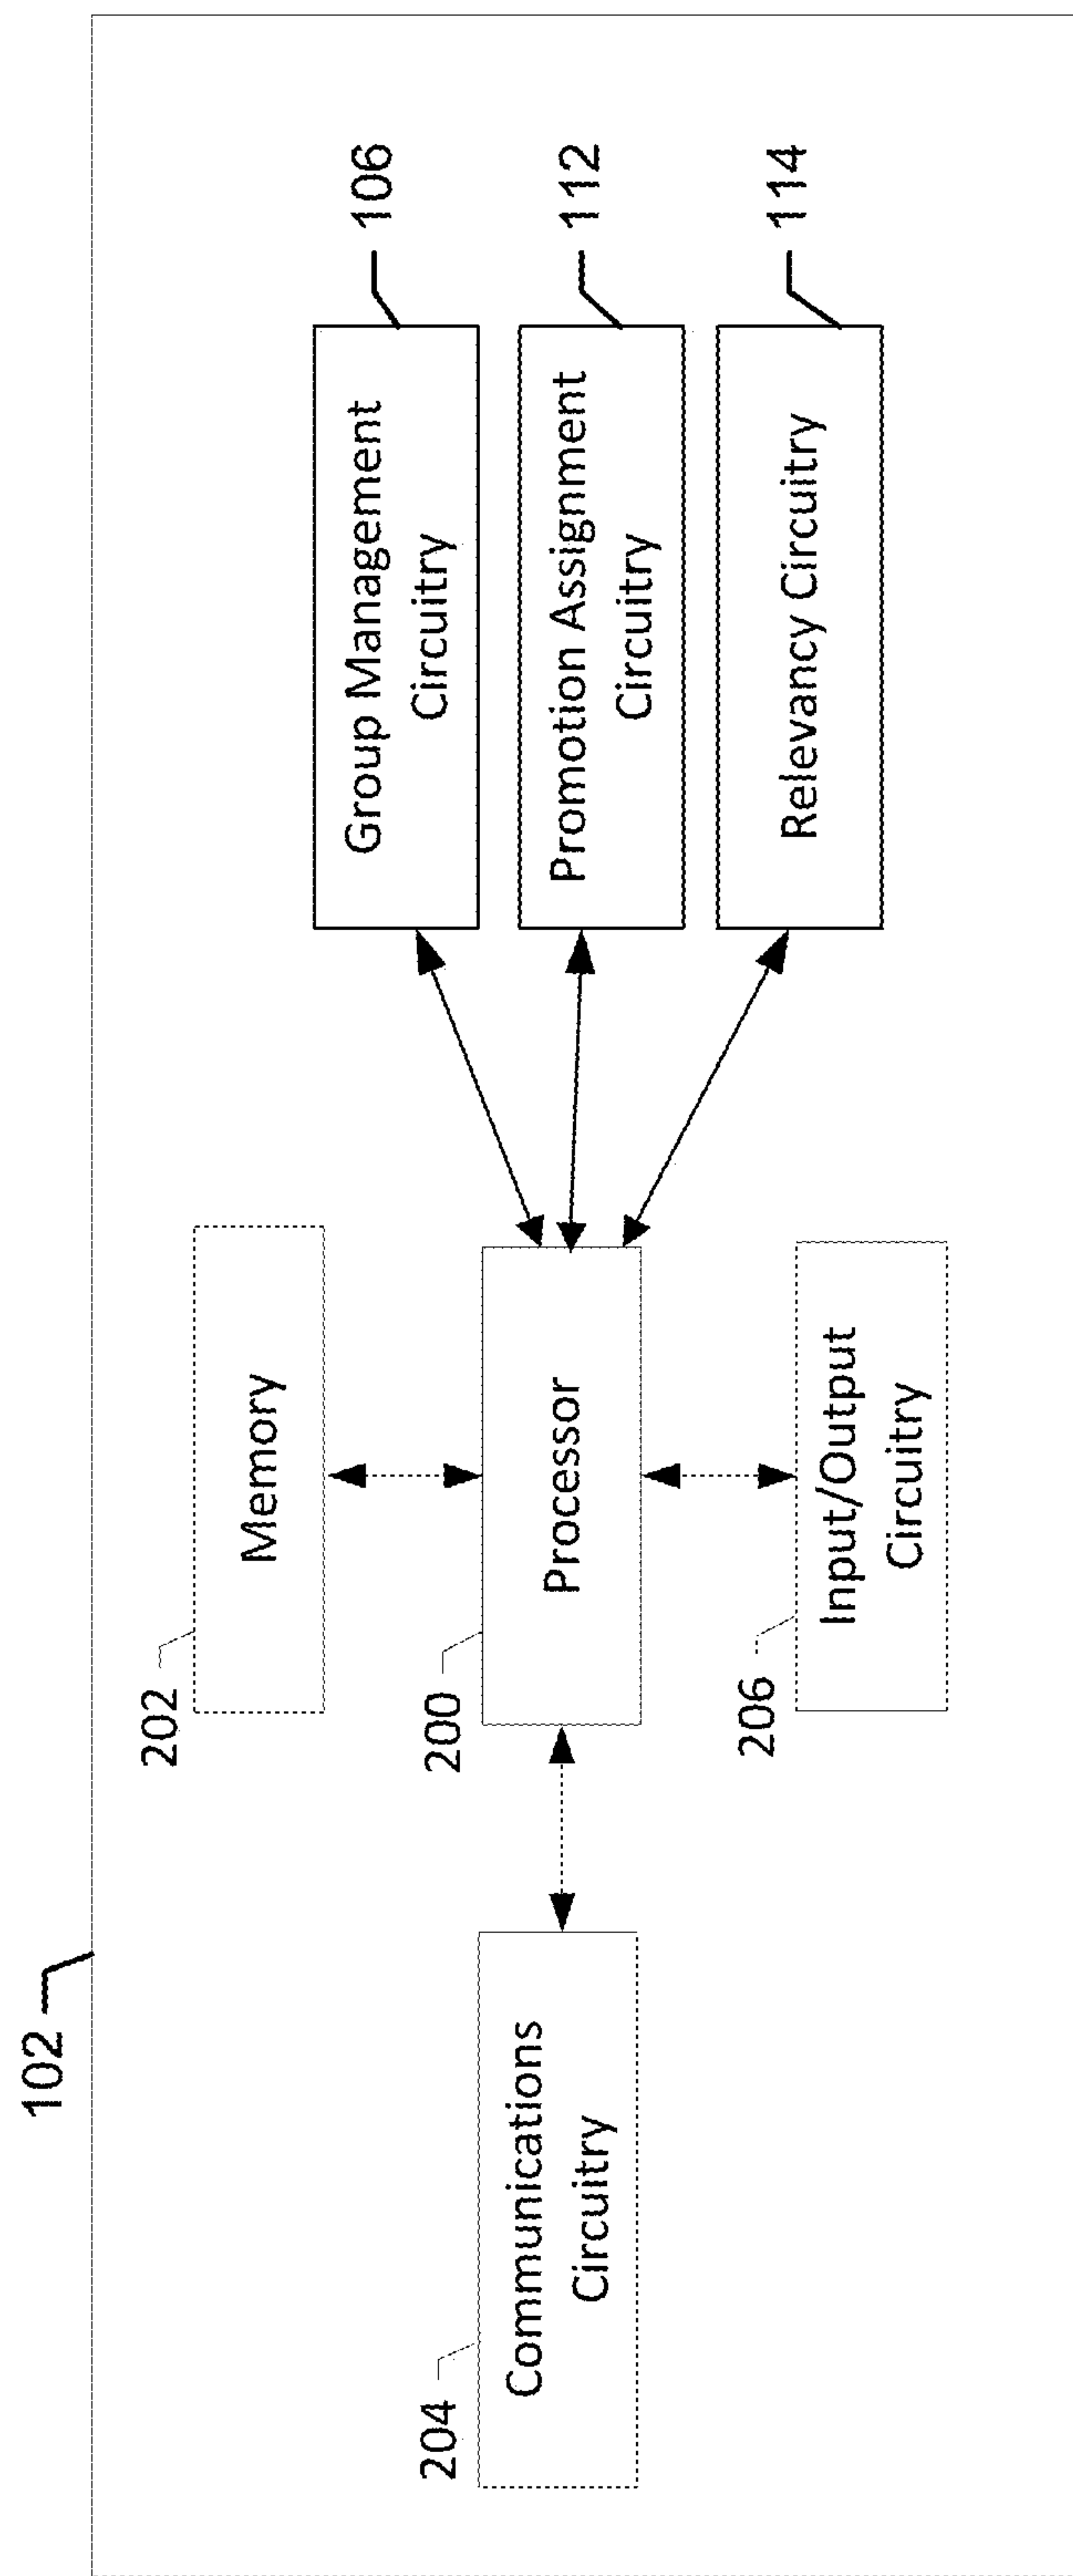 102
202
Memory
204
Communications
Circuitry
200
Processor
206
Input/Output
Circuitry
Group Management
Circuitry
106
Promotion Assignment
Circuitry
112
Relevancy Circuitry
114